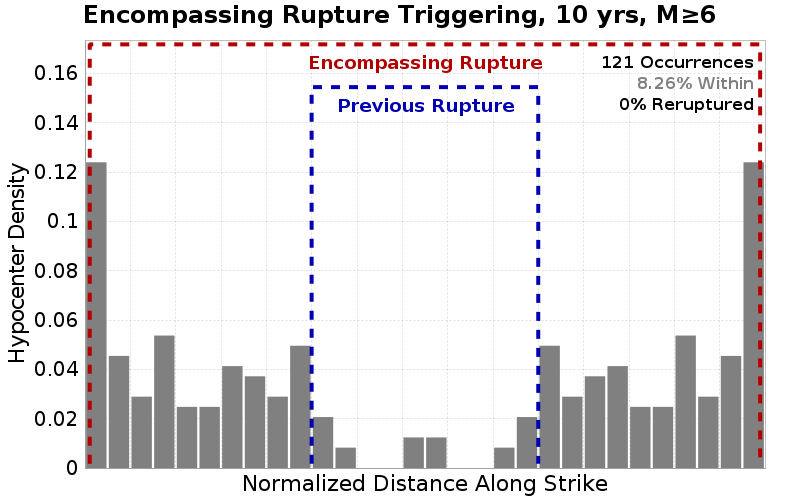 Encompassing Rupture Triggering, 10 yrs, M≥6
Encompassing Rupture
121 Occurrences
8.26% Within
Previous Rupture
0% Reruptured
0.16
0.14
0.12
0.1
0.08
0.06
0.04
0.02
0
Hypocenter Density
Normalized Distance Along Strike